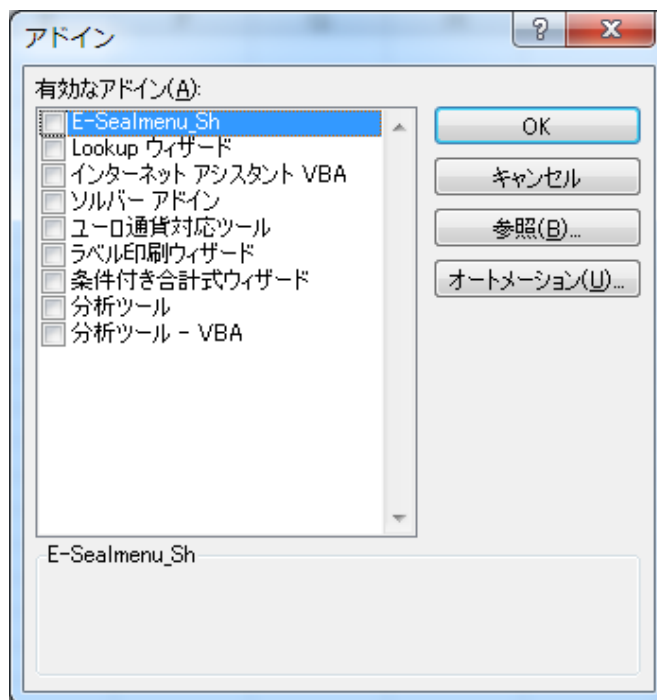 アドイン
有効なアドイン(A):
E-Sealmenu_Sh
Lookup ウィザード
インターネット アシスタント VBA
ソルバー アドイン
ユーロ通貨対応ツール
ラベル印刷ウィザード
条件付き合計式ウィザード
分析ツール
分析ツール - VBA
OK
キャンセル
参照(B)...
オートメーション(U)...
E-Sealmenu_Sh